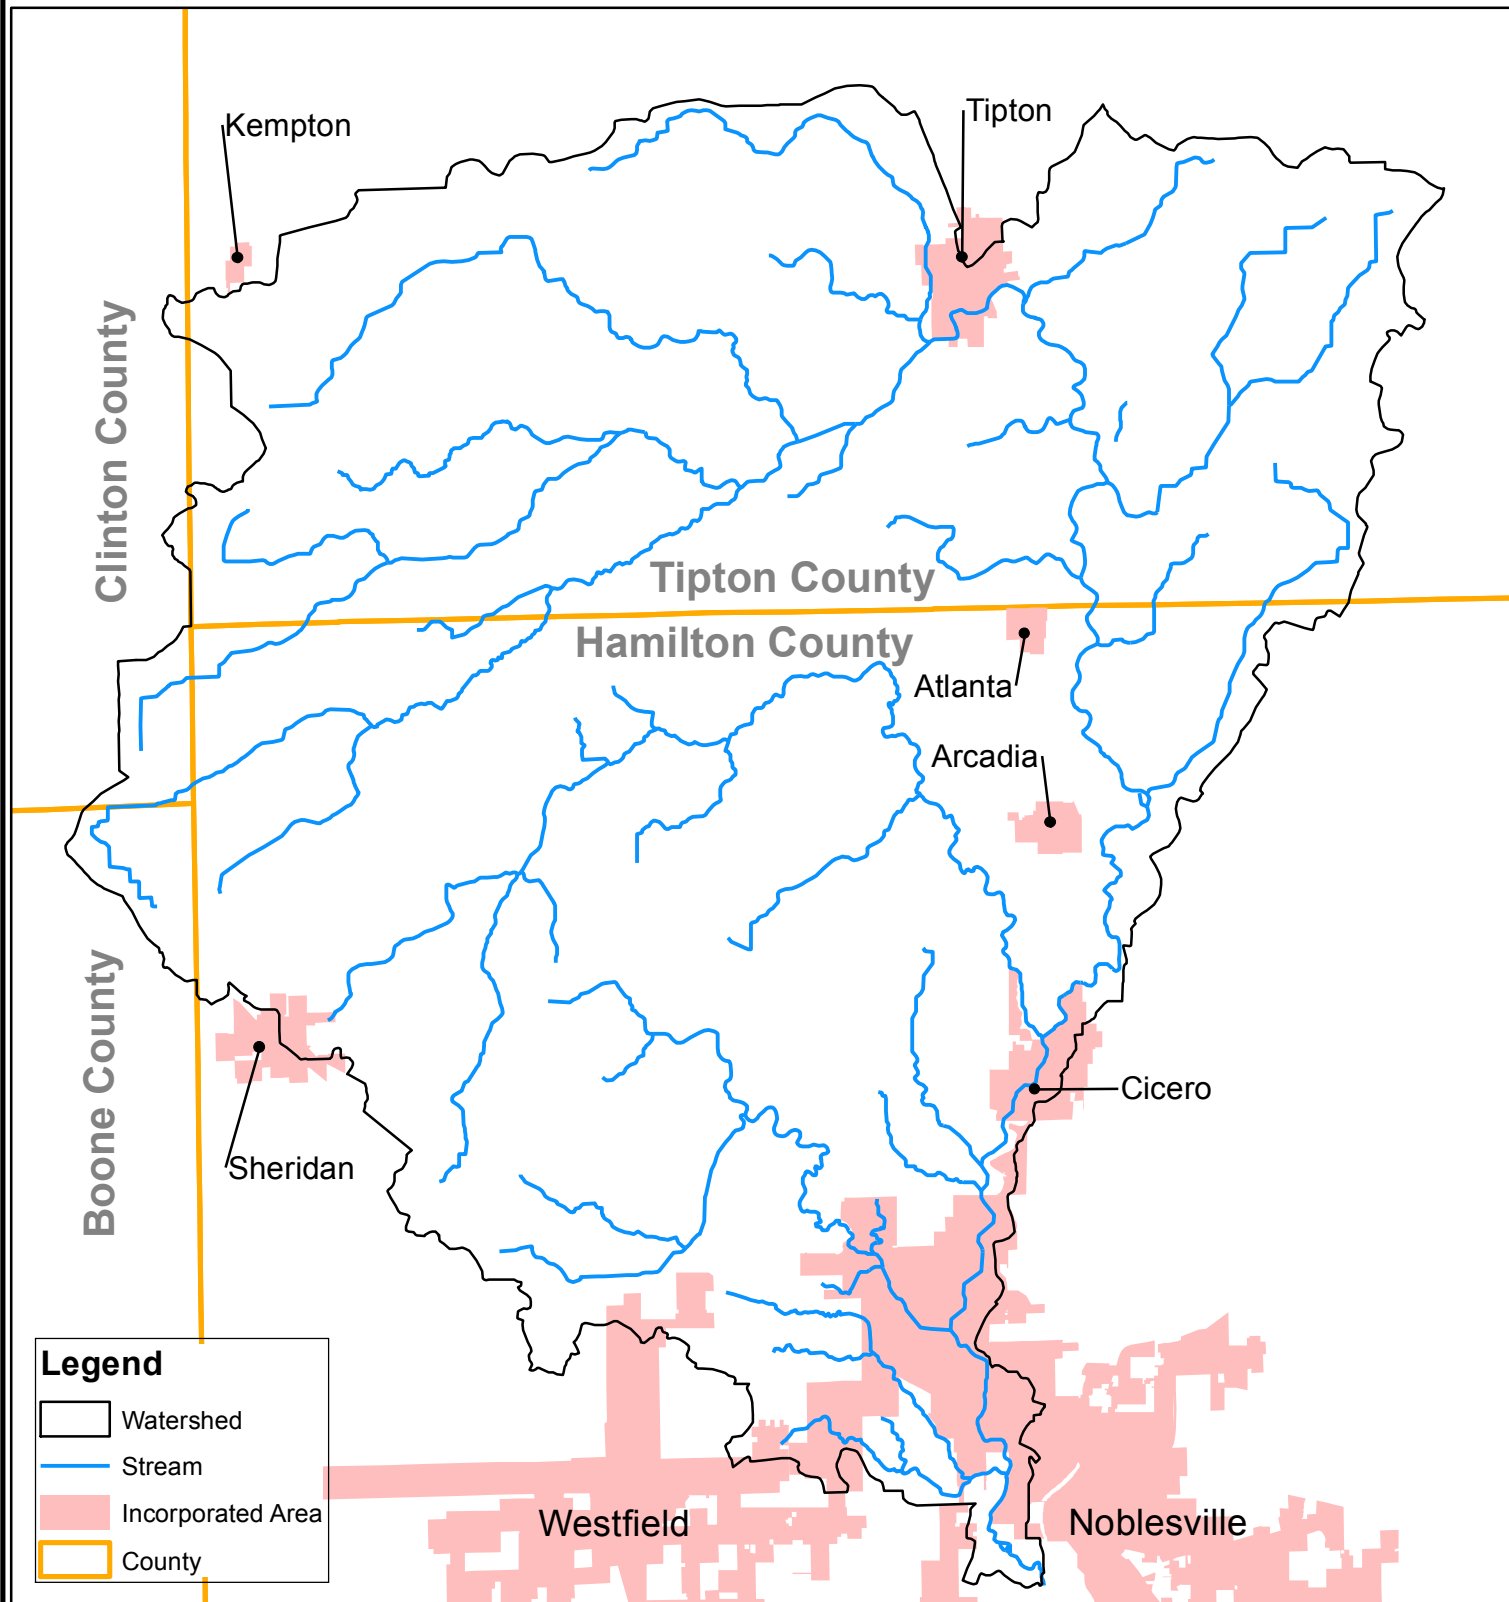 Kempton
Tipton
Clinton County
Tipton County
Hamilton County
Atlanta
Arcadia
Boone County
Cicero
Sheridan
Legend
Watershed
Stream
Incorporated Area
County
Westfield
Noblesville